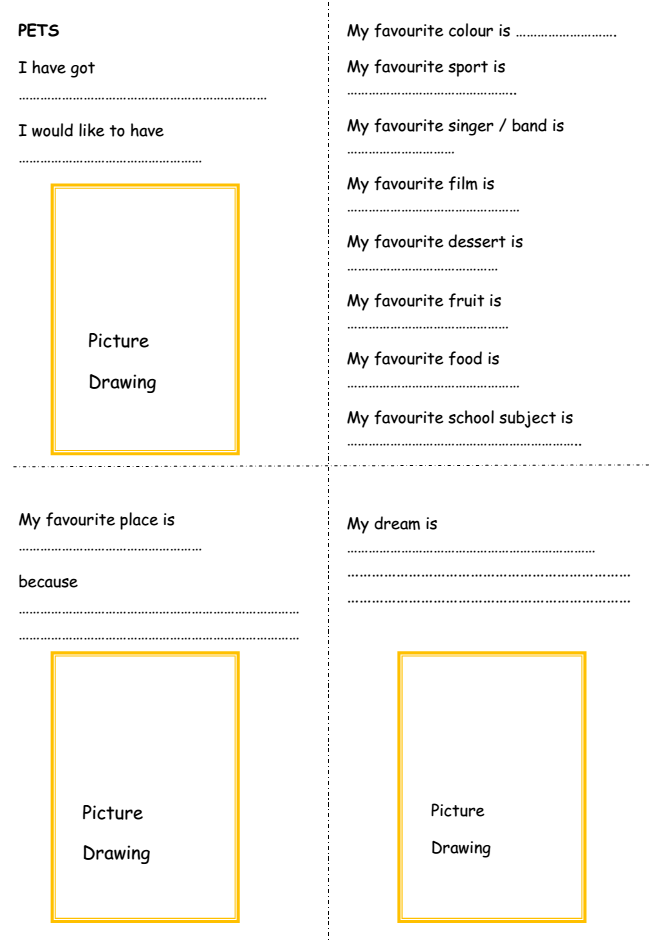 PETS
I have got
……………………………………………………………
I would like to have
……………………………………………
Picture
Drawing
My favourite colour is ……………………….
My favourite sport is
………………………………………..
My favourite singer / band is
…………………………
My favourite film is
…………………………………………
My favourite dessert is
……………………………………
My favourite fruit is
………………………………………
My favourite food is
…………………………………………
My favourite school subject is
………………………………………………………..
My favourite place is
……………………………………………
because
……………………………………………………………………
……………………………………………………………………
Picture
Drawing
My dream is
……………………………………………………………
……………………………………………………………
……………………………………………………………
Picture
Drawing